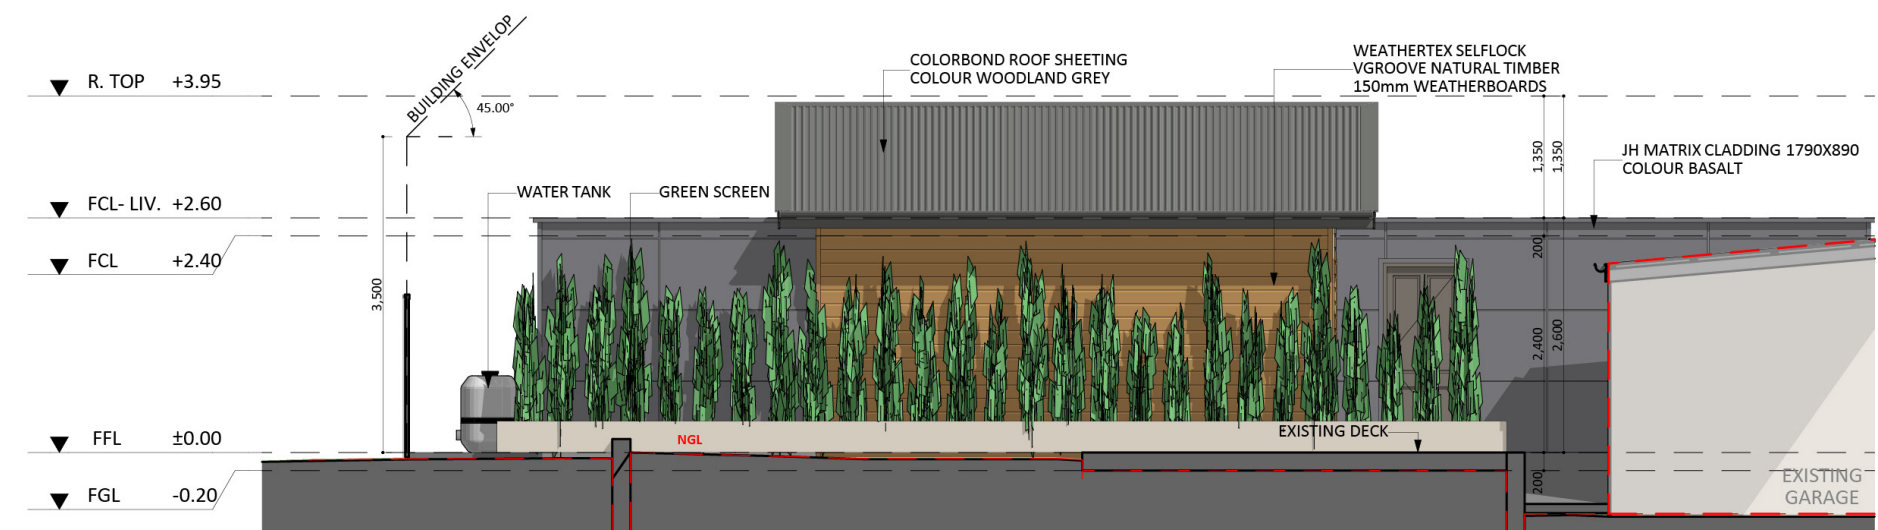 BUILDING ENVELOP
45.00°
R. TOP +3.95
FCL- LIV. +2.60
FCL +2.40
FFL ±0.00
FGL -0.20
3,500
WATER TANK
GREEN SCREEN
COLORBOND ROOF SHEETING
COLOUR WOODLAND GREY
WEATHERTEX SELFLOCK
VGROOVE NATURAL TIMBER
150mm WEATHERBOARDS
JH MATRIX CLADDING 1790X890
COLOUR BASALT
1,350
1,350
200
2,400
2,600
200
NGL
EXISTING DECK
EXISTING
GARAGE